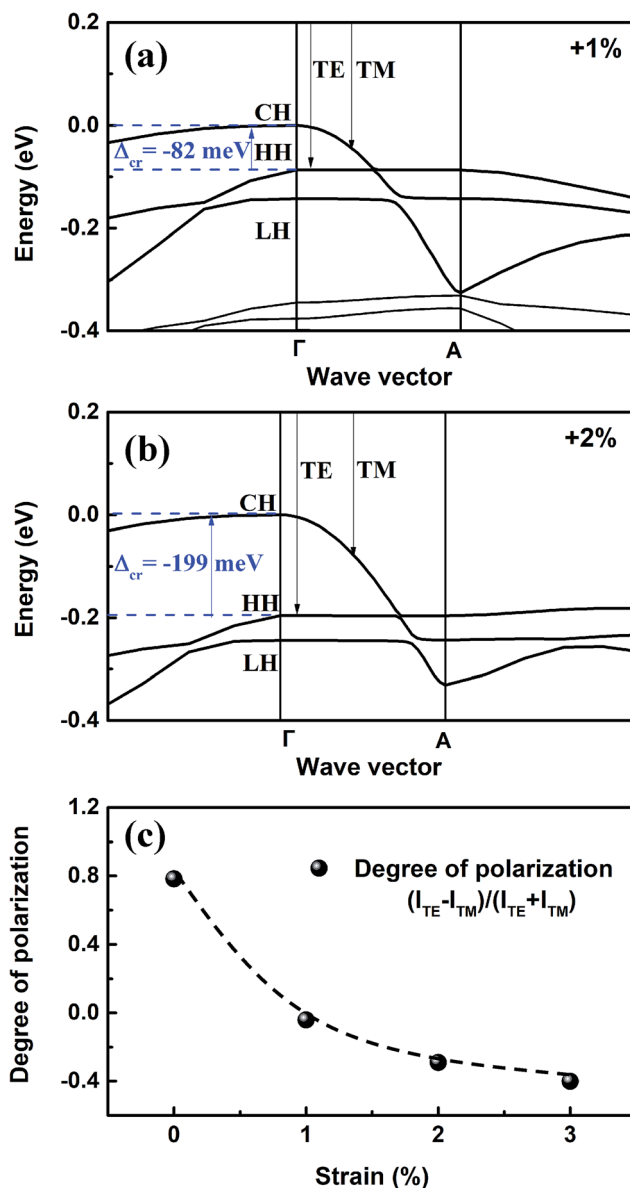 (a)
+1%
TE
TM
CH
Δcr= -82 meV
HH
LH
Energy (eV)
0.2
0.0
-0.2
-0.4
Γ
A
Wave vector
(b)
+2%
TE
TM
CH
Δcr= -199 meV
HH
LH
Energy (eV)
0.2
0.0
-0.2
-0.4
Γ
A
Wave vector
(c)
Degree of polarization
(ITE-ITM)/(ITE+ITM)
Degree of polarization
1.2
0.8
0.4
0.0
-0.4
0
1
2
3
Strain (%)